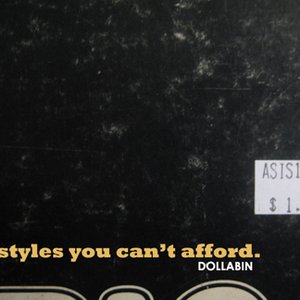 ASIS1
$ 1.
styles you can't afford.
DOLLABIN